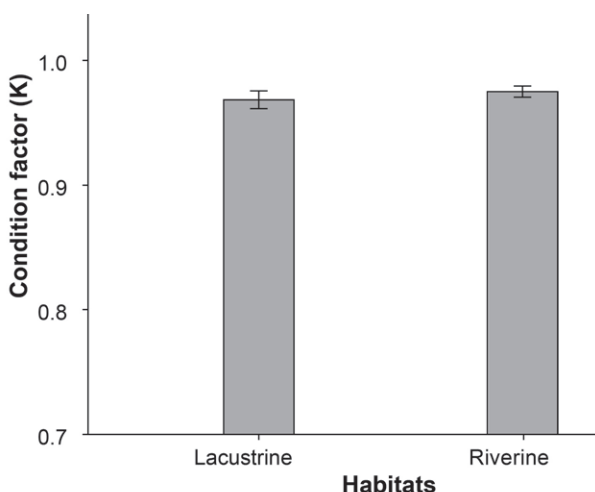 Condition factor (K)
1.0
0.9
0.8
0.7
Lacustrine
Riverine
Habitats